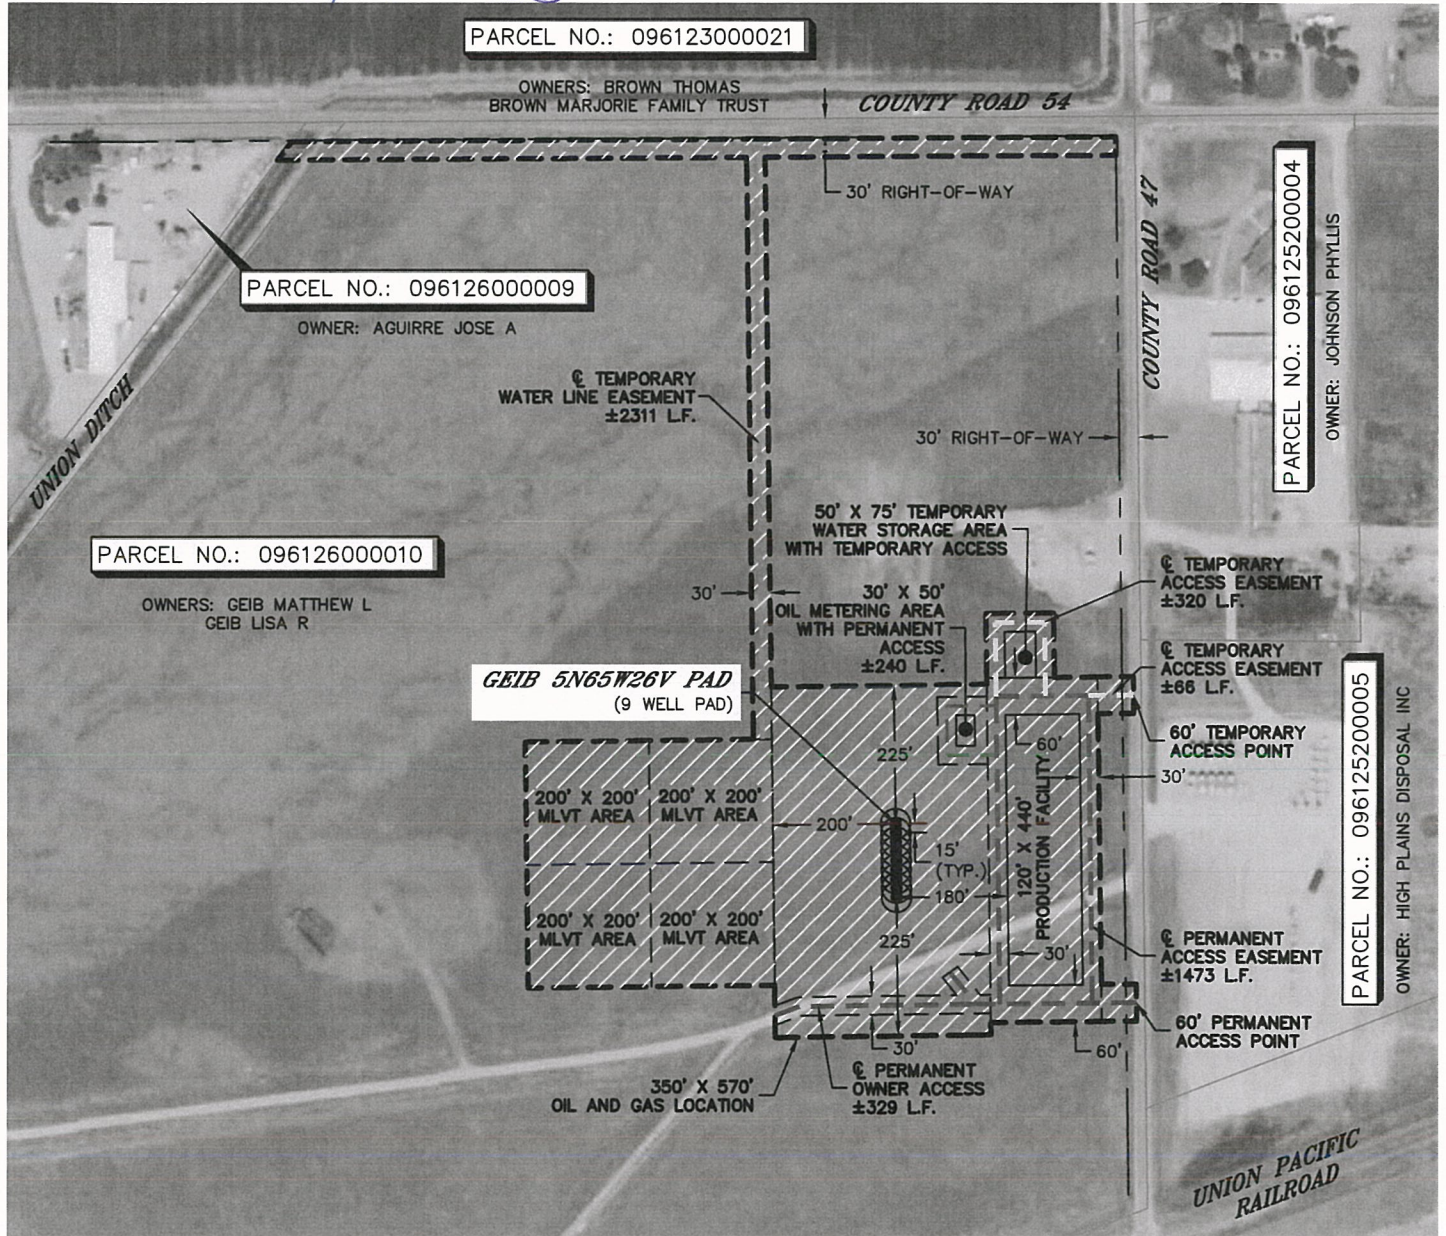 PARCEL NO.: 096123000021
OWNERS: BROWN THOMAS
BROWN MARJORIE FAMILY TRUST
COUNTY ROAD 54
30' RIGHT-OF-WAY
PARCEL NO.: 096126000009
OWNER: AGUIRRE JOSE A
UNION DITCH
COUNTY ROAD 47
PARCEL NO.: 096125200004
OWNER: JOHNSON PHYLLIS
℄ TEMPORARY
WATER LINE EASEMENT
±2311 L.F.
30' RIGHT-OF-WAY
PARCEL NO.: 096126000010
OWNERS: GEIB MATTHEW L
GEIB LISA R
50' X 75' TEMPORARY
WATER STORAGE AREA
WITH TEMPORARY ACCESS
30'
30' X 50'
OIL METERING AREA
WITH PERMANENT
ACCESS
±240 L.F.
℄ TEMPORARY
ACCESS EASEMENT
±320 L.F.
℄ TEMPORARY
ACCESS EASEMENT
±66 L.F.
GEIB 5N65W26V PAD
(9 WELL PAD)
60' TEMPORARY
ACCESS POINT
225'
60'
30'
200' X 200'
MLVT AREA
200' X 200'
MLVT AREA
200'
15'
(TYP.)
180'
120' X 440'
PRODUCTION FACILITY
200' X 200'
MLVT AREA
200' X 200'
MLVT AREA
225'
30'
℄ PERMANENT
ACCESS EASEMENT
±1473 L.F.
PARCEL NO.: 096125200005
OWNER: HIGH PLAINS DISPOSAL INC
60' PERMANENT
ACCESS POINT
30'
60'
350' X 570'
OIL AND GAS LOCATION
℄ PERMANENT
OWNER ACCESS
±329 L.F.
UNION PACIFIC
RAILROAD